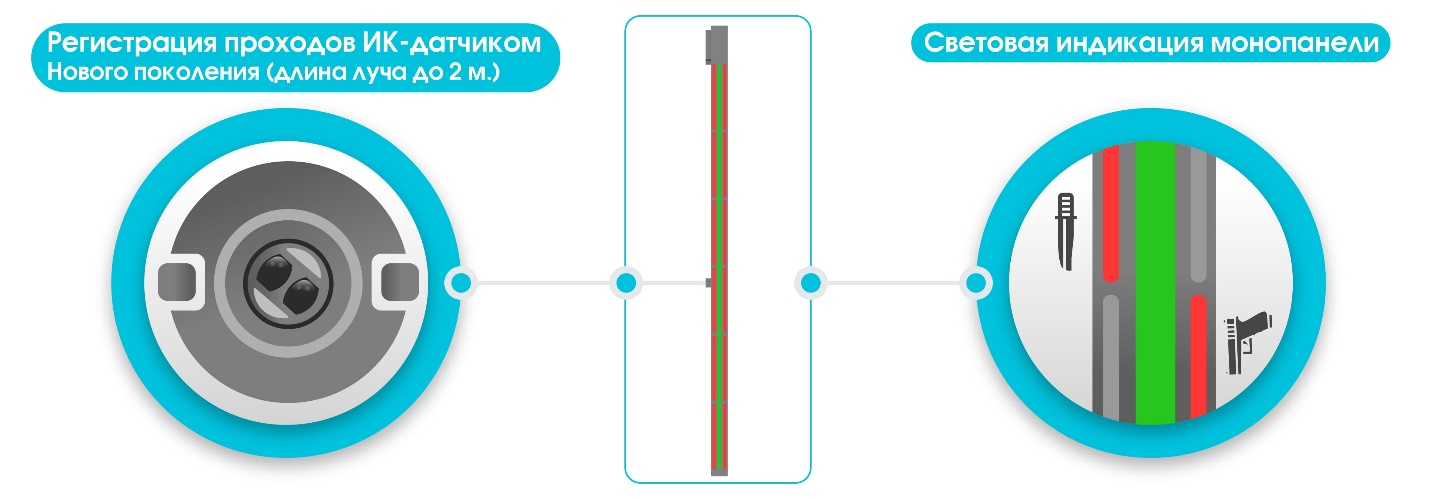 Регистрация проходов ИК-датчиком
Нового поколения (длина луча до 2 м.)
Световая индикация монопанели